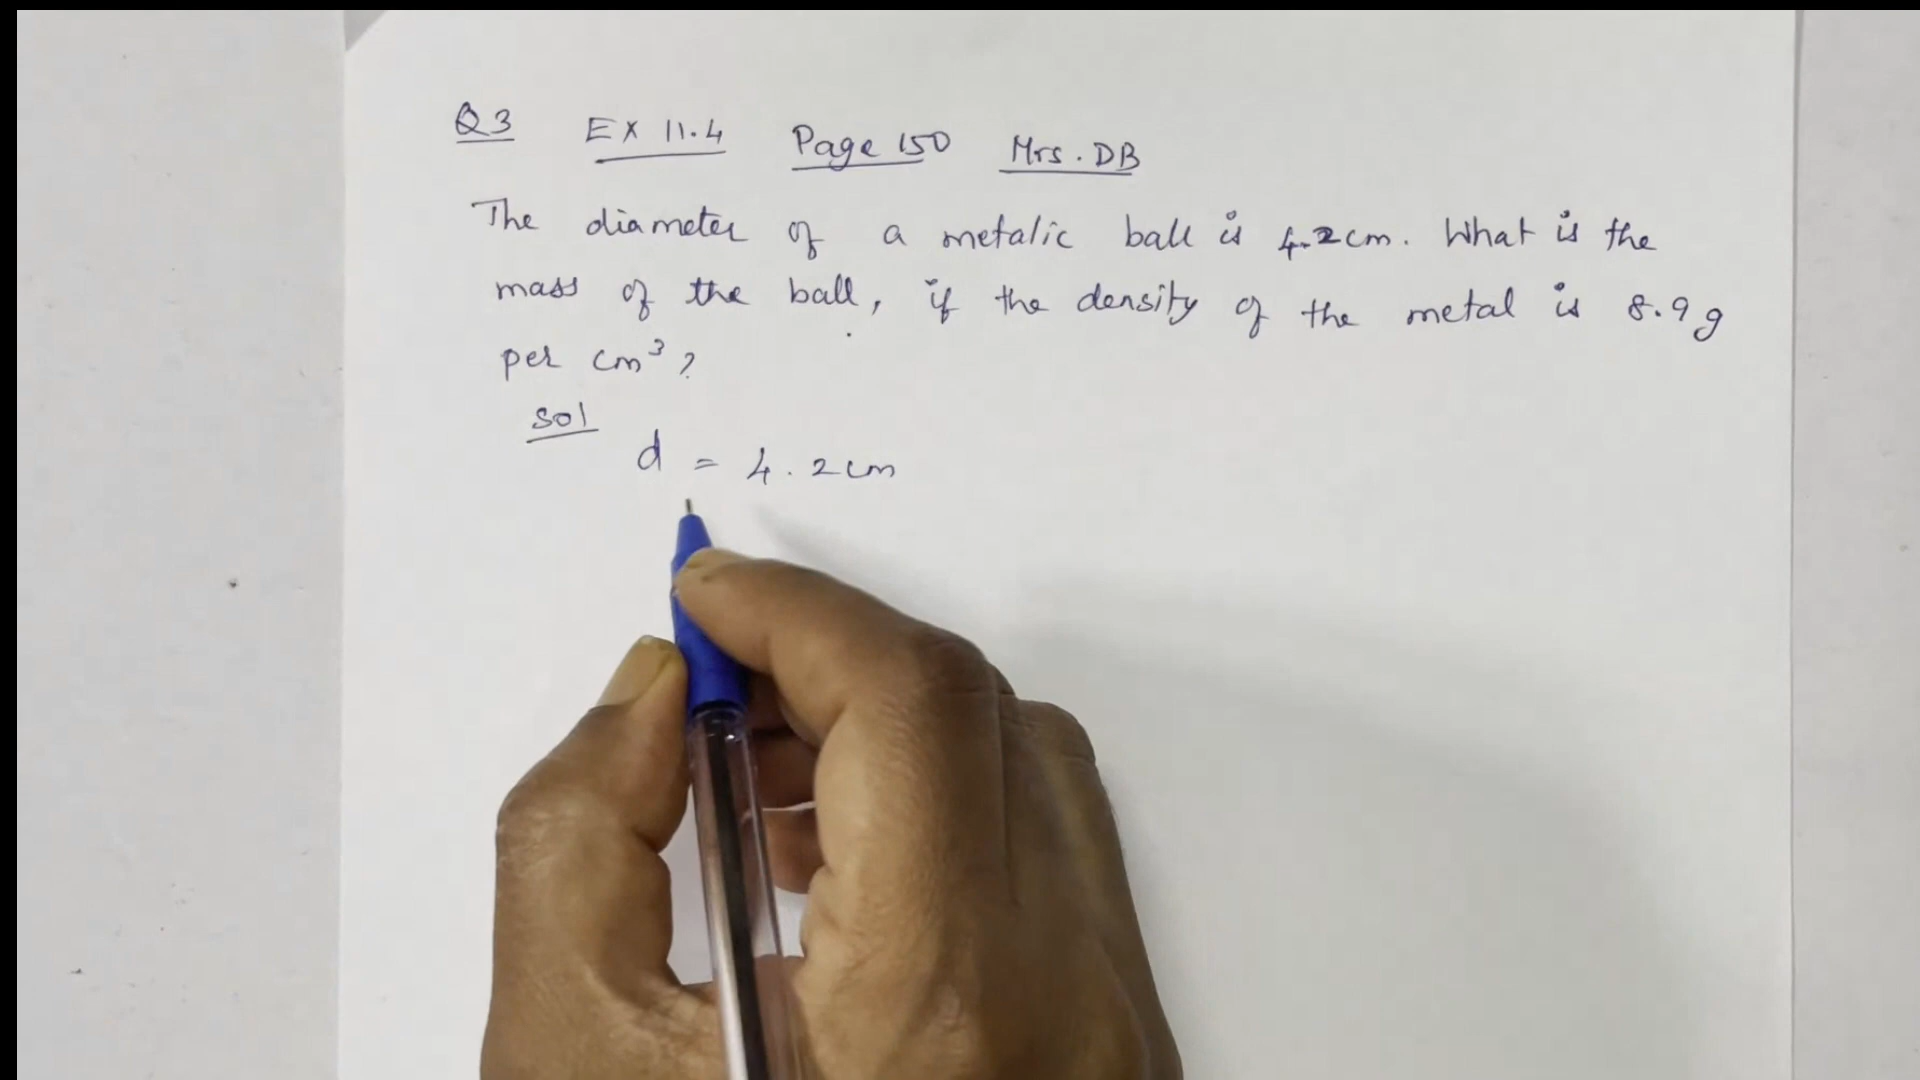 Q3 EX 11.4 Page 150 Mrs. DB
The diameter of a metalic ball is 4.2cm. What is the
mass of the ball, if the density of the metal is 8.9g
per cm³?
Sol
d = 4.2cm